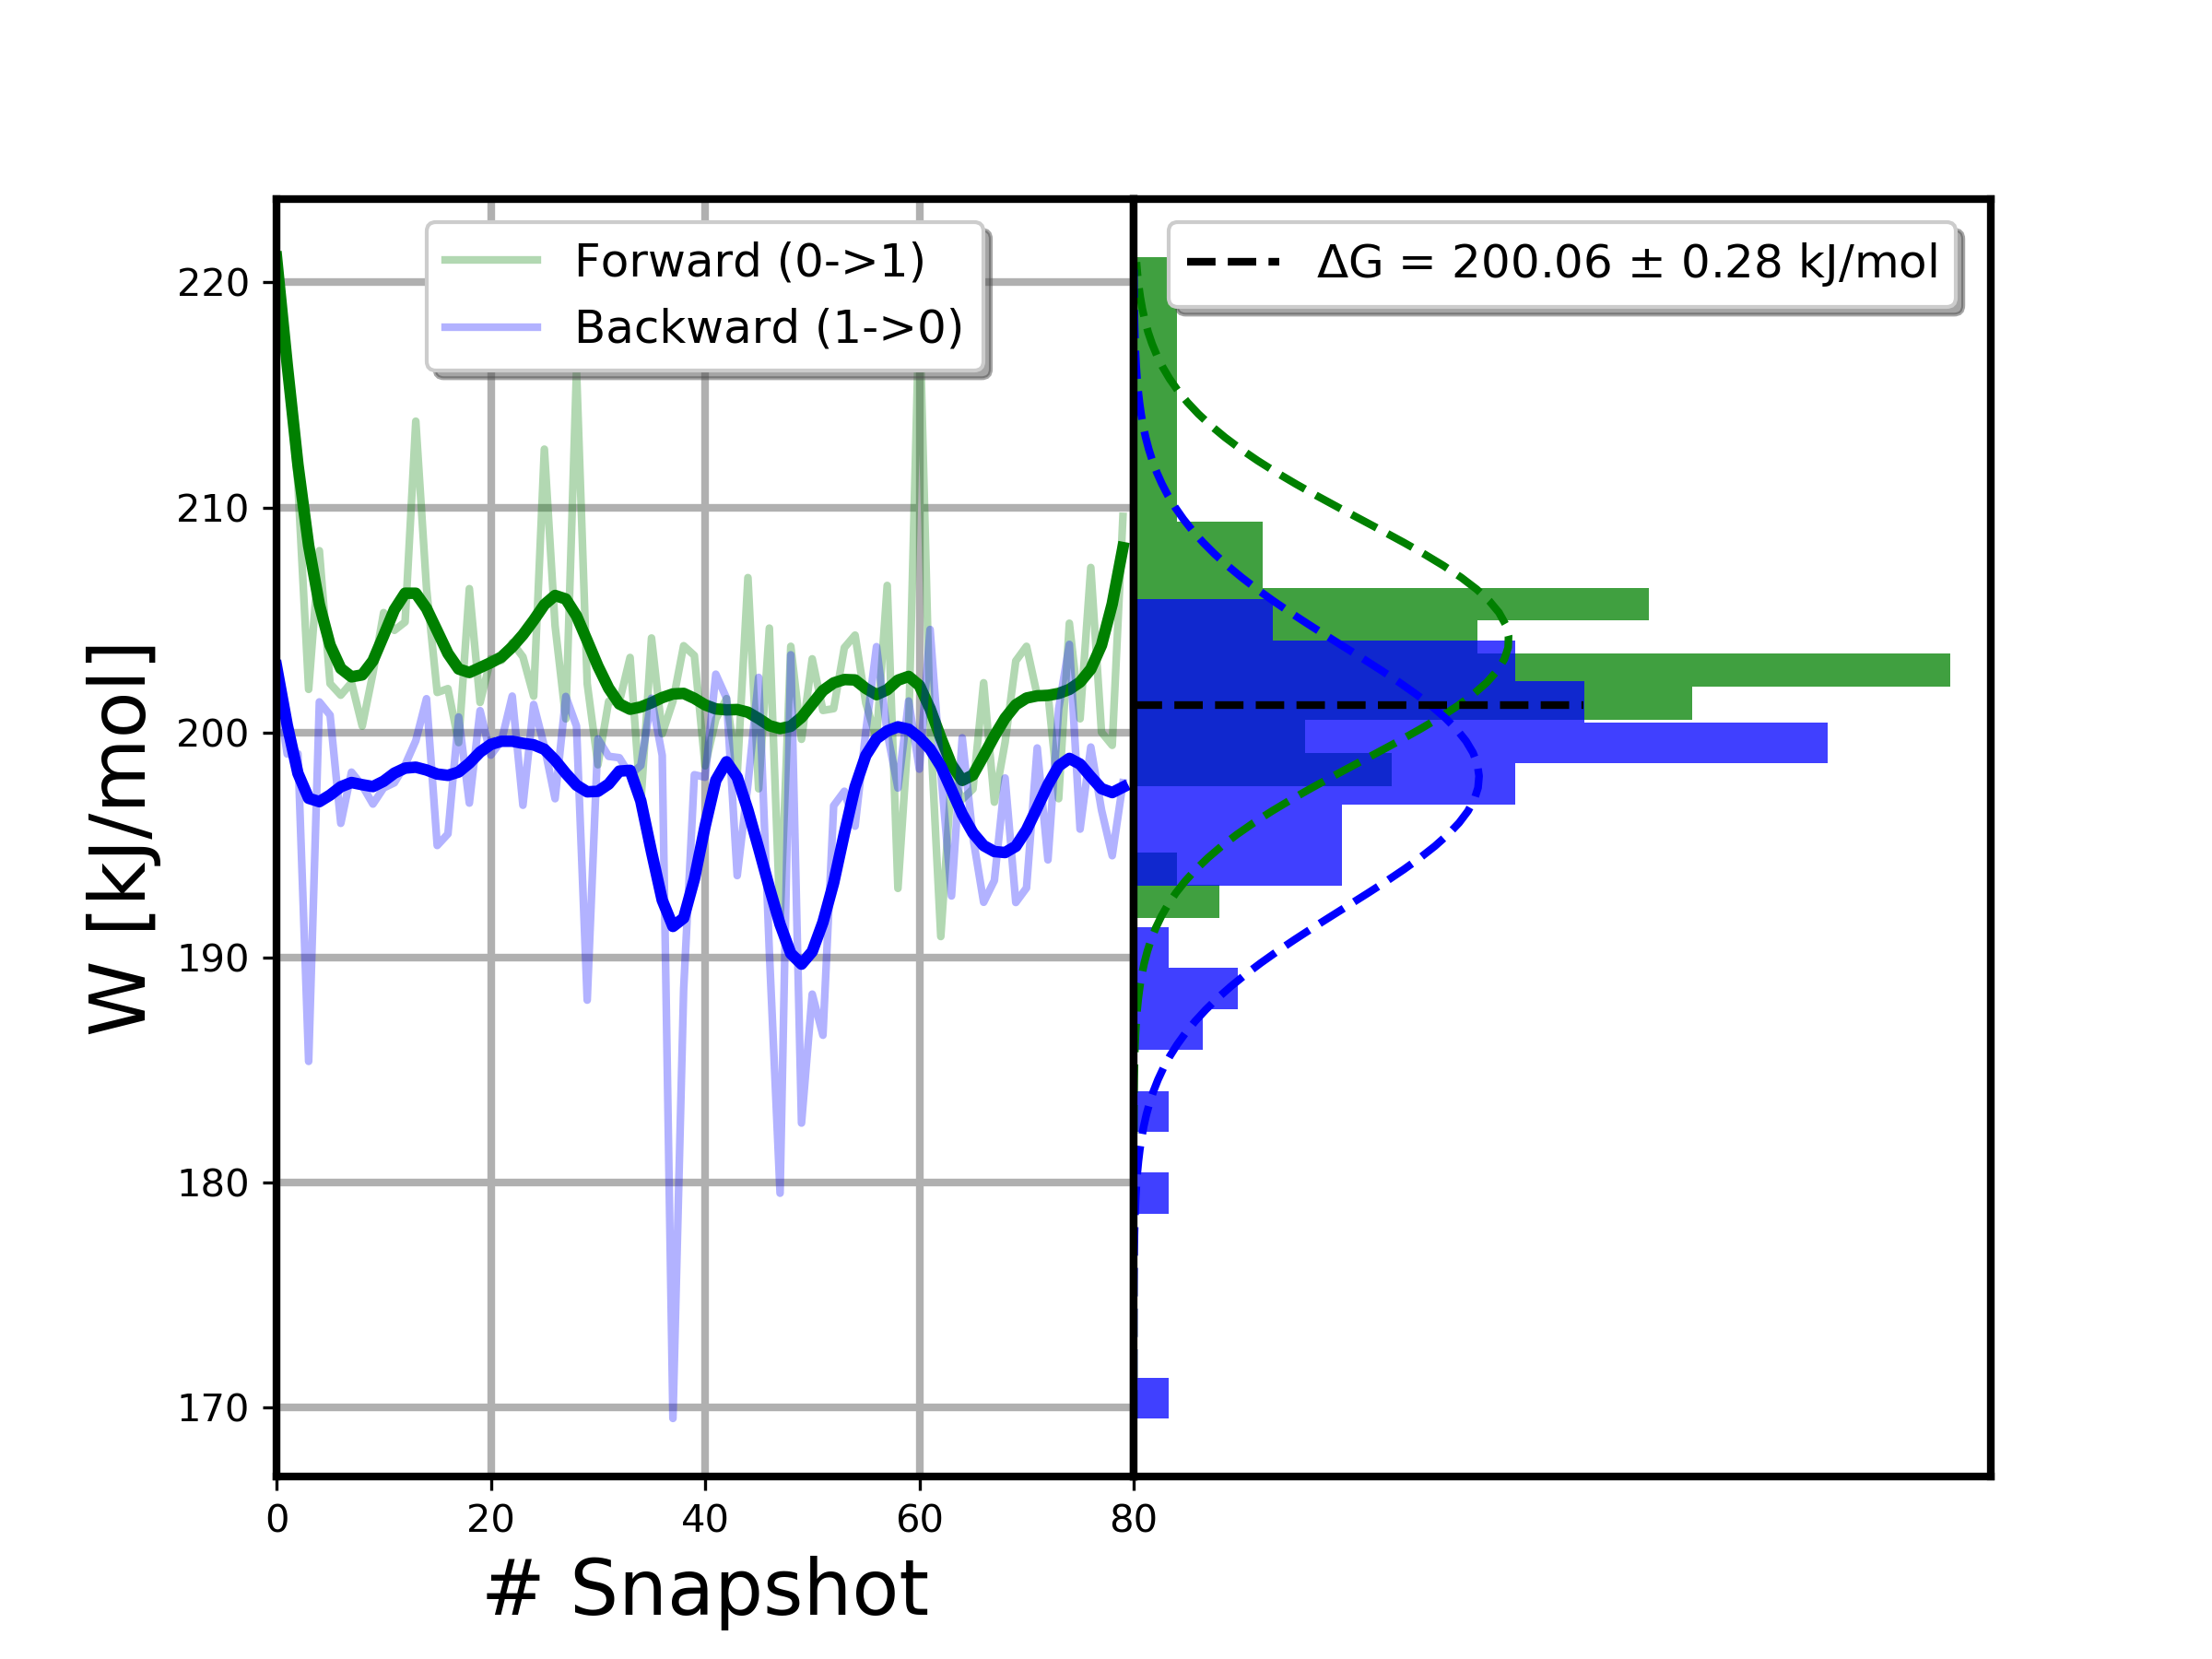 Forward (0->1)
Backward (1->0)
ΔG = 200.06 ± 0.28 kJ/mol
W [kJ/mol]
220
210
200
190
180
170
0 20 40 60 80
# Snapshot